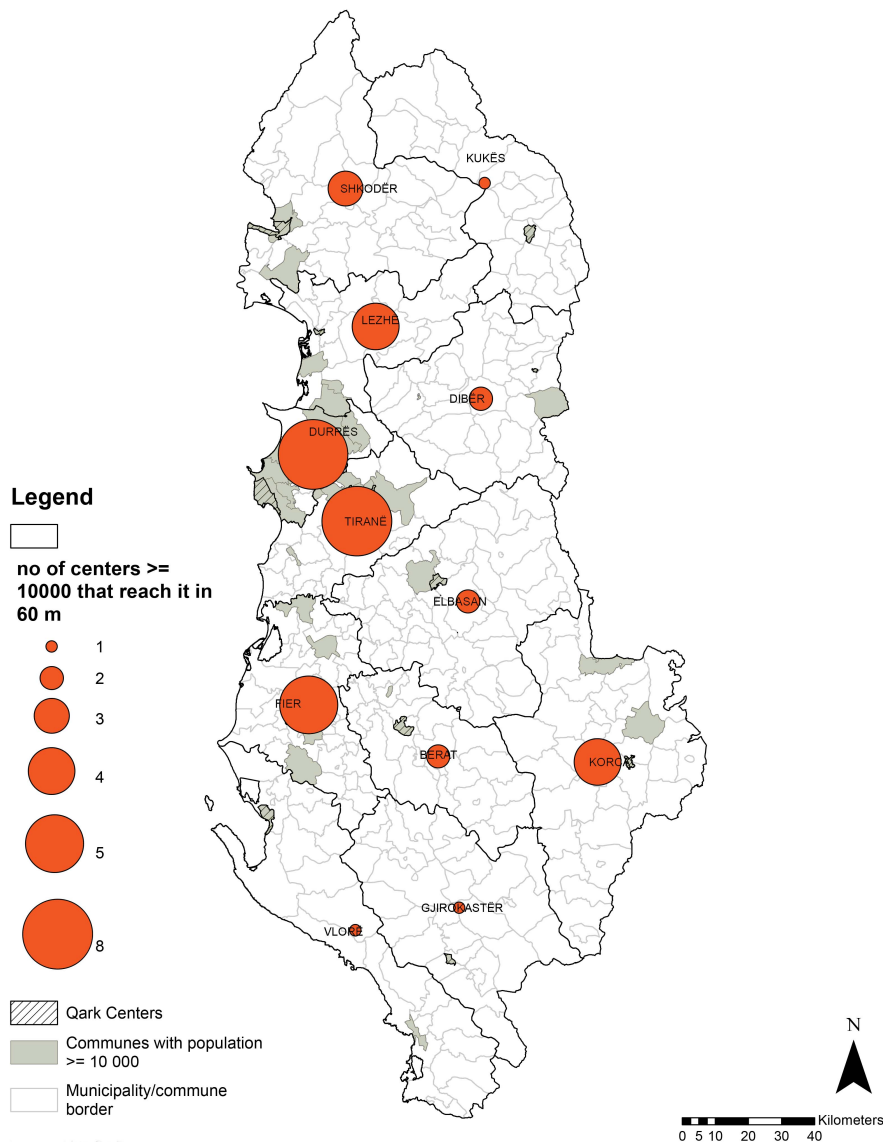 KUKËS
SHKODËR
LEZHË
DIBËR
DURRËS
TIRANË
ELBASAN
FIER
BERAT
KORCA
GJIROKASTËR
VLORË
Legend
no of centers >=
10000 that reach it in
60 m
1
2
3
4
5
8
Qark Centers
Communes with population
>= 10 000
Municipality/commune
border
N
Kilometers
0 5 10 20 30 40